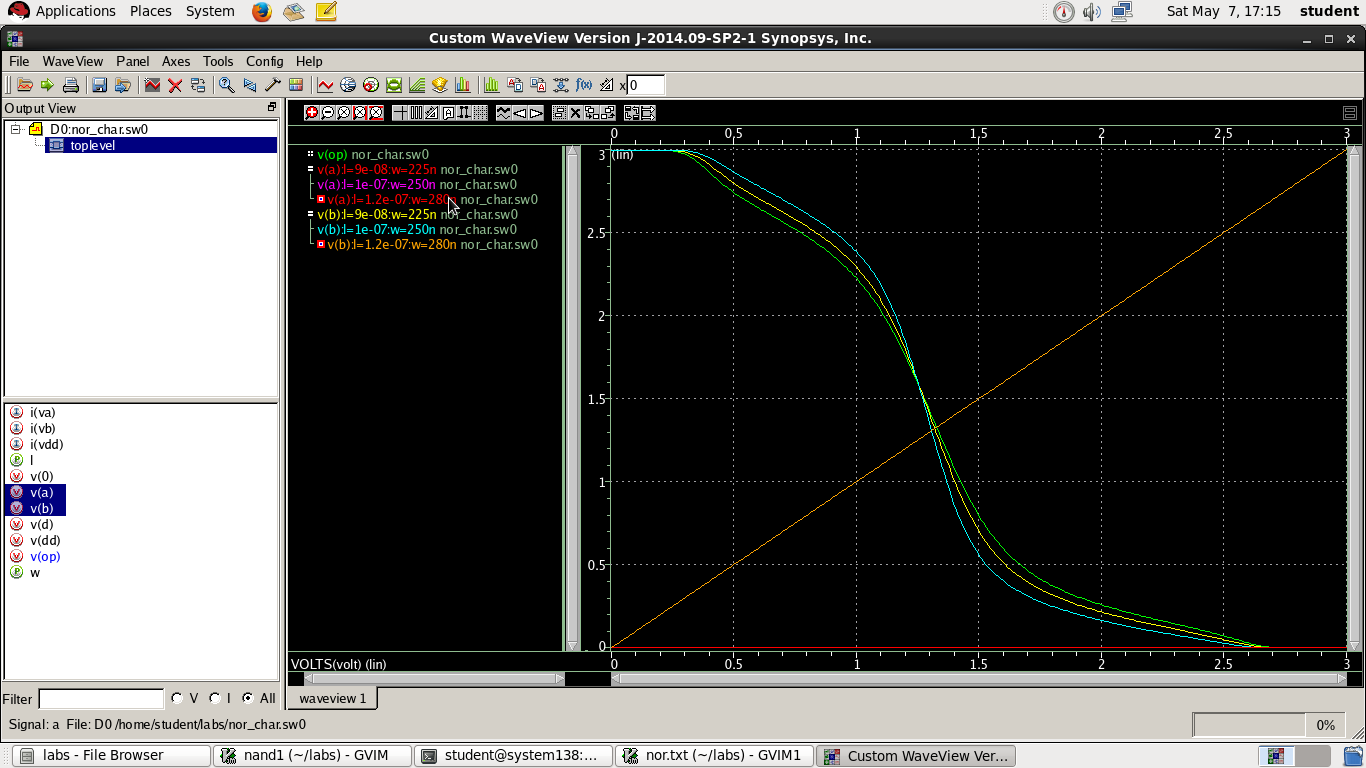 Applications Places System Sat May 7, 17:15 student
Custom WaveView Version J-2014.09-SP2-1 Synopsys, Inc.
File WaveView Panel Axes Tools Config Help
x 0
Output View
D0:nor_char.sw0
toplevel
i(va)
i(vb)
i(vdd)
l
v(0)
v(a)
v(b)
v(d)
v(dd)
v(op)
w
Filter V I All
v(op) nor_char.sw0
v(a):l=9e-08:w=225n nor_char.sw0
v(a):l=1e-07:w=250n nor_char.sw0
v(a):l=1.2e-07:w=280n nor_char.sw0
v(b):l=9e-08:w=225n nor_char.sw0
v(b):l=1e-07:w=250n nor_char.sw0
v(b):l=1.2e-07:w=280n nor_char.sw0
0 0.5 1 1.5 2 2.5 3
(lin)
3
2.5
2
1.5
1
0.5
0
0 0.5 1 1.5 2 2.5 3
VOLTS(volt) (lin)
waveview 1
Signal: a File: D0 /home/student/labs/nor_char.sw0 0%
labs - File Browser nand1 (~/labs) - GVIM student@system138:... nor.txt (~/labs) - GVIM1 Custom WaveView Ver...